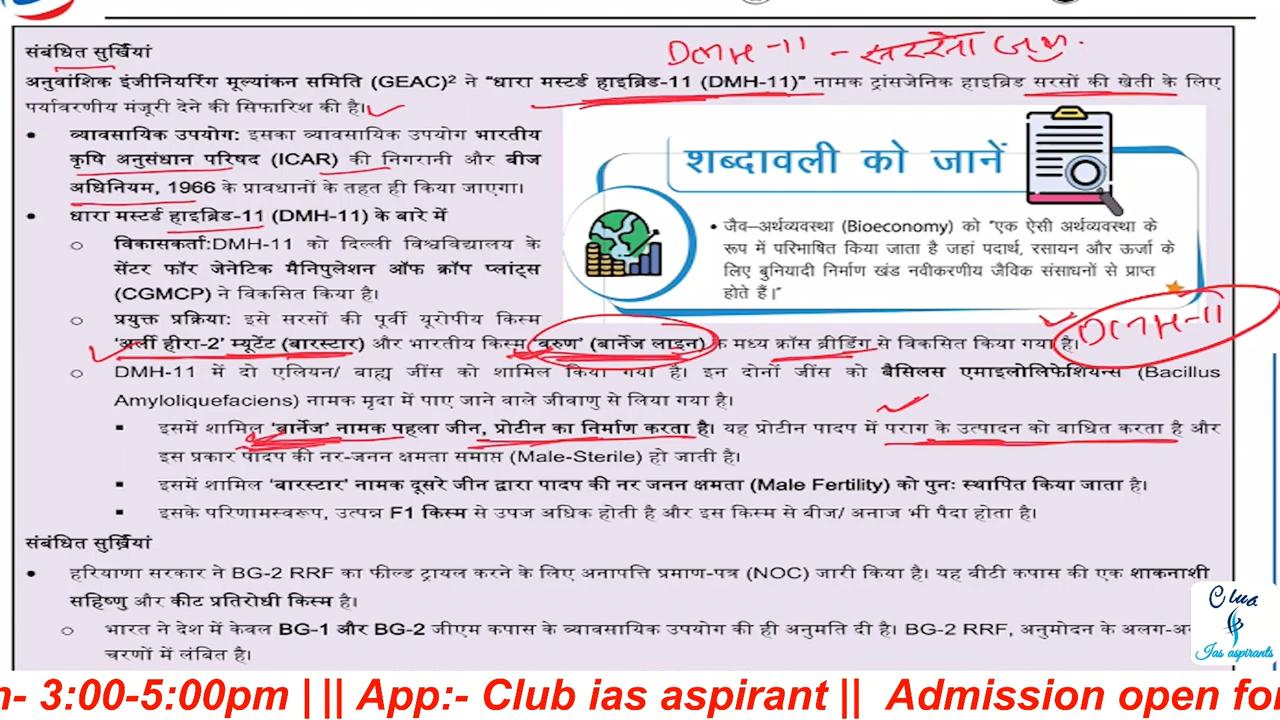 संबंधित सुर्ख़ियां
DMH-11 - सरसों
अनुवांशिक इंजीनियरिंग मूल्यांकन समिति (GEAC)² ने "धारा मस्टर्ड हाइब्रिड-11 (DMH-11)" नामक ट्रांसजेनिक हाइब्रिड सरसों की खेती के लिए
पर्यावरणीय मंजूरी देने की सिफारिश की है।
• व्यावसायिक उपयोग: इसका व्यावसायिक उपयोग भारतीय
कृषि अनुसंधान परिषद (ICAR) की निगरानी और बीज
अधिनियम, 1966 के प्रावधानों के तहत ही किया जाएगा।
• धारा मस्टर्ड हाइब्रिड-11 (DMH-11) के बारे में
○ विकासकर्ता:DMH-11 को दिल्ली विश्वविद्यालय के
सेंटर फॉर जेनेटिक मैनिपुलेशन ऑफ क्रॉप प्लांट्स
(CGMCP) ने विकसित किया है।
शब्दावली को जानें
• जैव–अर्थव्यवस्था (Bioeconomy) को "एक ऐसी अर्थव्यवस्था के
रूप में परिभाषित किया जाता है जहां पदार्थ, रसायन और ऊर्जा के
लिए बुनियादी निर्माण खंड नवीकरणीय जैविक संसाधनों से प्राप्त
होते हैं।"
DMH-11
○ प्रयुक्त प्रक्रिया: इसे सरसों की पूर्वी यूरोपीय किस्म
'अर्ली हीरा-2' म्यूटेंट (बारस्टार) और भारतीय किस्म वरुण' (बार्नेज लाइन) के मध्य क्रॉस ब्रीडिंग से विकसित किया गया है।
○ DMH-11 में दो एलियन/ बाह्य जींस को शामिल किया गया है। इन दोनों जींस को बैसिलस एमाइलोलिफेशियन्स (Bacillus
Amyloliquefaciens) नामक मृदा में पाए जाने वाले जीवाणु से लिया गया है।
▪ इसमें शामिल 'बार्नेज' नामक पहला जीन, प्रोटीन का निर्माण करता है। यह प्रोटीन पादप में पराग के उत्पादन को बाधित करता है और
इस प्रकार पादप की नर-जनन क्षमता समाप्त (Male-Sterile) हो जाती है।
▪ इसमें शामिल 'बारस्टार' नामक दूसरे जीन द्वारा पादप की नर जनन क्षमता (Male Fertility) को पुनः स्थापित किया जाता है।
▪ इसके परिणामस्वरूप, उत्पन्न F1 किस्म से उपज अधिक होती है और इस किस्म से बीज/ अनाज भी पैदा होता है।
संबंधित सुर्ख़ियां
• हरियाणा सरकार ने BG-2 RRF का फील्ड ट्रायल करने के लिए अनापत्ति प्रमाण-पत्र (NOC) जारी किया है। यह बीटी कपास की एक शाकनाशी
सहिष्णु और कीट प्रतिरोधी किस्म है।
○ भारत ने देश में केवल BG-1 और BG-2 जीएम कपास के व्यावसायिक उपयोग की ही अनुमति दी है। BG-2 RRF, अनुमोदन के अलग-अ
चरणों में लंबित है।
Club
Ias aspirants
n- 3:00-5:00pm | || App:- Club ias aspirant || Admission open for